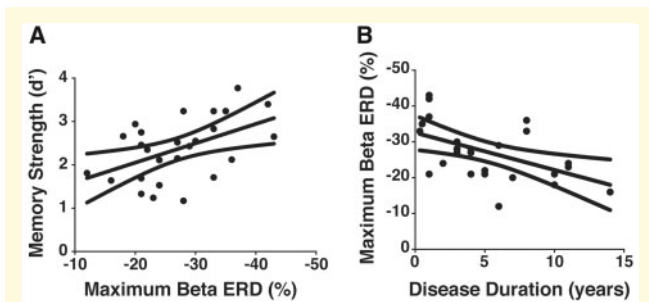 A
Memory Strength (d')
4
3
2
1
0
-10 -20 -30 -40 -50
Maximum Beta ERD (%)
B
Maximum Beta ERD (%)
-50
-40
-30
-20
-10
0
0 5 10 15
Disease Duration (years)